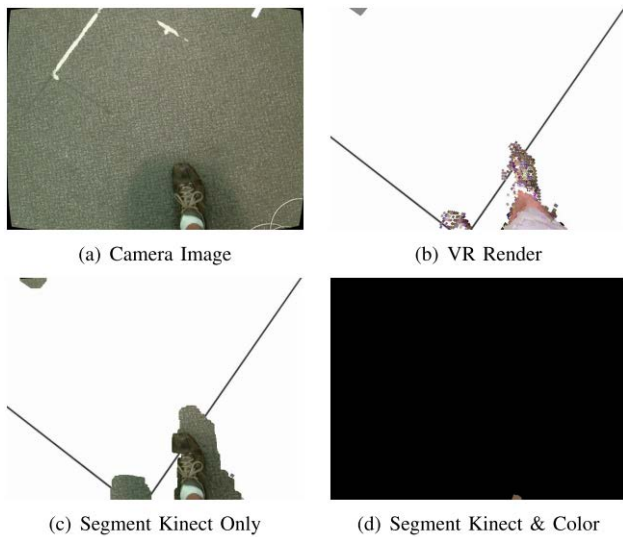 (a) Camera Image
(b) VR Render
(c) Segment Kinect Only
(d) Segment Kinect & Color